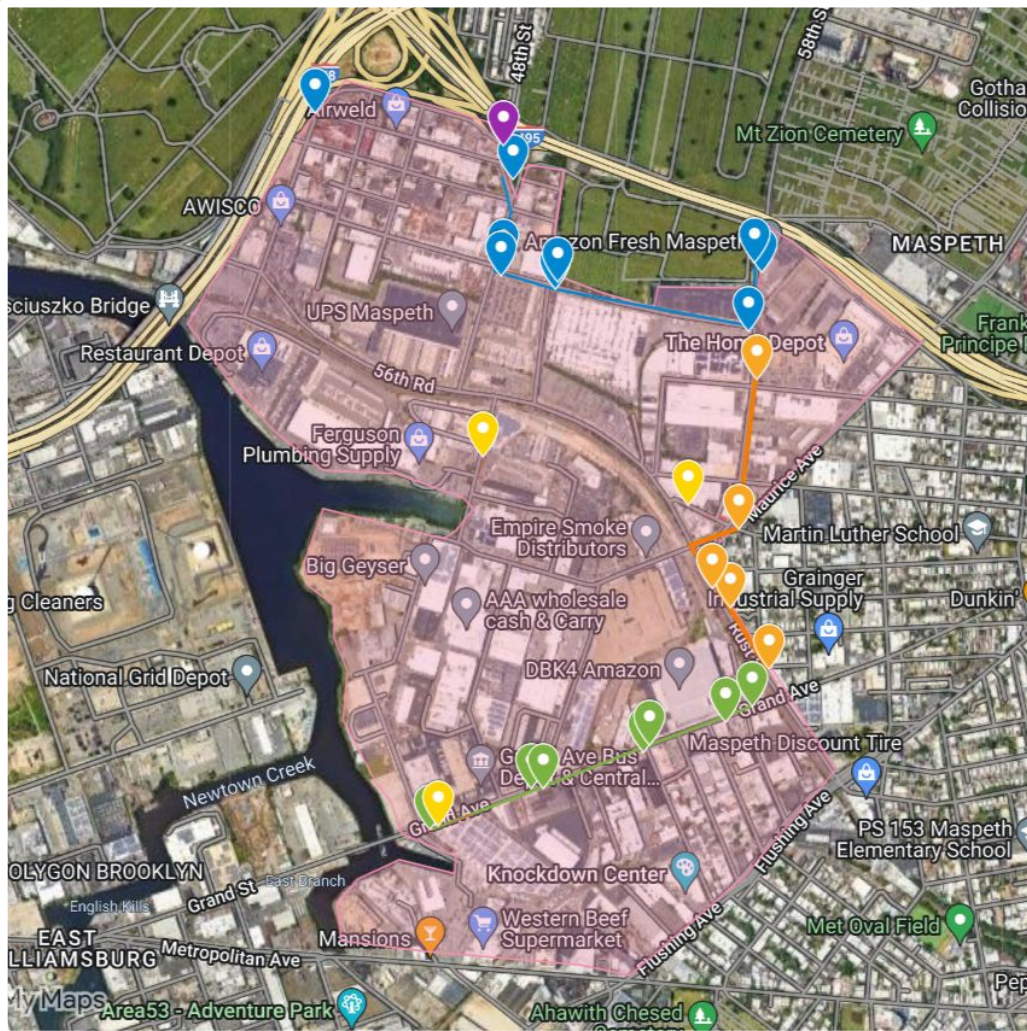 48th St
58th St
Gotha
Collisio
Airweld
495
Mt Zion Cemetery
AWISCO
Amazon Fresh Maspeth
MASPETH
sciuszko Bridge
UPS Maspeth
Frank
Principe
Restaurant Depot
The Home Depot
56th Rd
Ferguson
Plumbing Supply
Maurice Ave
Empire Smoke
Distributors
Martin Luther School
Big Geyser
Grainger
Industrial Supply
g Cleaners
AAA wholesale
cash & Carry
Dunkin'
National Grid Depot
DBK4 Amazon
Grand Ave
Maspeth Discount Tire
Newtown Creek
Ave Bus
& Central...
Grand Ave
Flushing Ave
PS 153 Maspeth
Elementary School
OLYGON BROOKLYN
Grand St
East Branch
Knockdown Center
English Kills
Western Beef
Supermarket
Mansions
Met Oval Field
EAST
LLIAMSBURG
Metropolitan Ave
Flushing Ave
Pep
My Maps
Area53 - Adventure Park
Ahawith Chesed
Cemetery